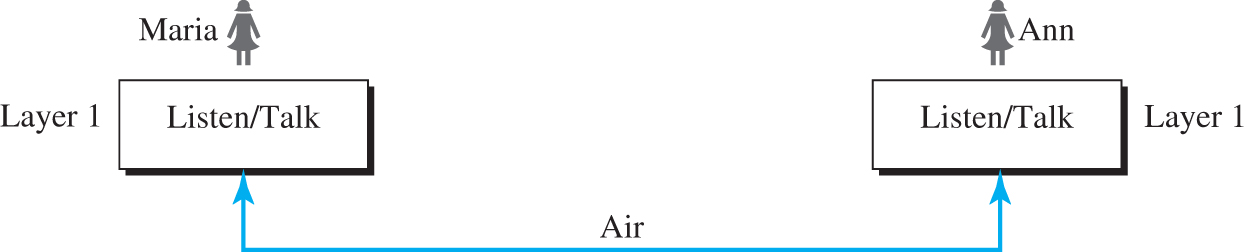 Maria
Ann
Layer 1
Listen/Talk
Listen/Talk
Layer 1
Air